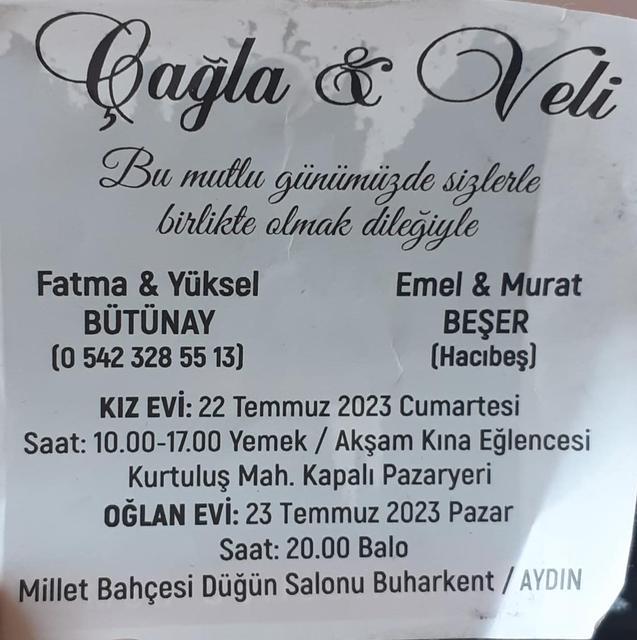 Çağla & Veli
Bu mutlu günümüzde sizlerle
birlikte olmak dileğiyle
Fatma & Yüksel
BÜTÜNAY
(0 542 328 55 13)
Emel & Murat
BEŞER
(Hacıbeş)
KIZ EVİ: 22 Temmuz 2023 Cumartesi
Saat: 10.00-17.00 Yemek / Akşam Kına Eğlencesi
Kurtuluş Mah. Kapalı Pazaryeri
OĞLAN EVİ: 23 Temmuz 2023 Pazar
Saat: 20.00 Balo
Millet Bahçesi Düğün Salonu Buharkent / AYDIN